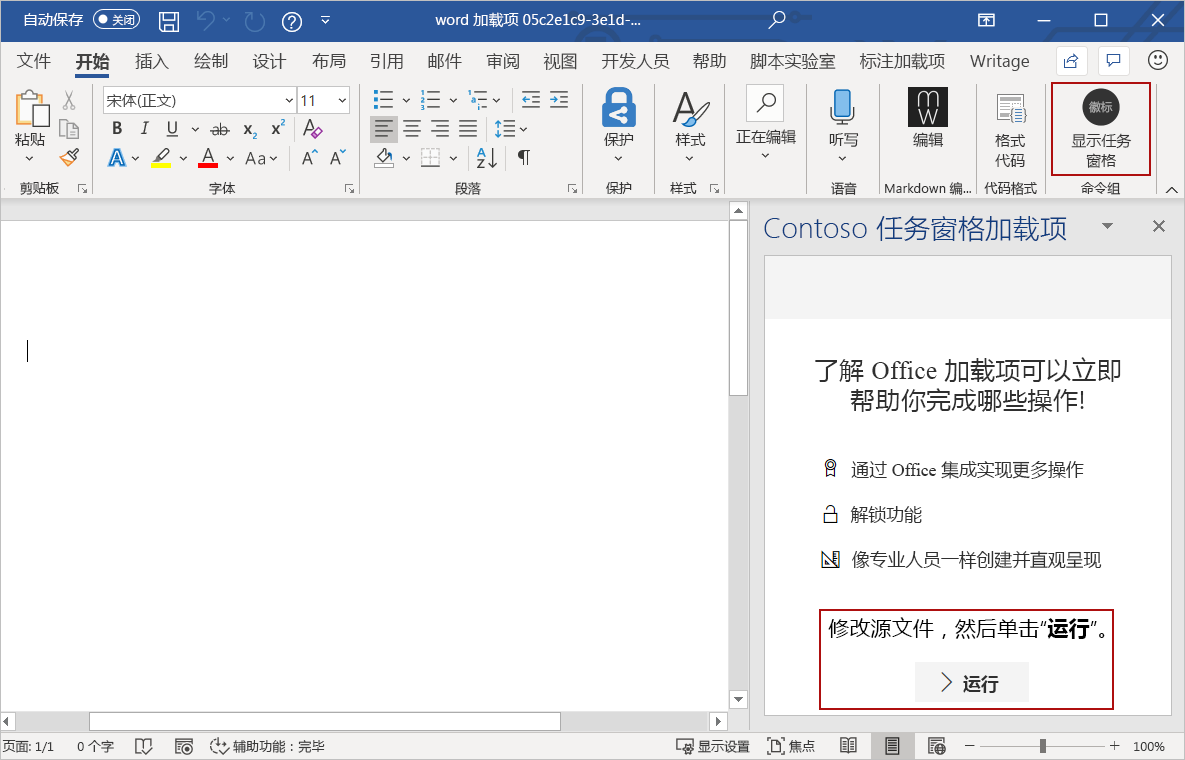 自动保存 关闭 word 加载项 05c2e1c9-3e1d-...
文件 开始 插入 绘制 设计 布局 引用 邮件 审阅 视图 开发人员 帮助 脚本实验室 标注加载项 Writage
宋体(正文) 11
徽标
粘贴 保护 样式 正在编辑 听写 编辑 格式代码 显示任务窗格
B I U ab x₂ x² A
A A Aa A A A Z
剪贴板 字体 段落 保护 样式 语音 Markdown 编... 代码格式 命令组
Contoso 任务窗格加载项
了解 Office 加载项可以立即
帮助你完成哪些操作!
通过 Office 集成实现更多操作
解锁功能
像专业人员一样创建并直观呈现
修改源文件，然后单击“运行”。
运行
页面: 1/1 0 个字 辅助功能：完毕 显示设置 焦点 100%